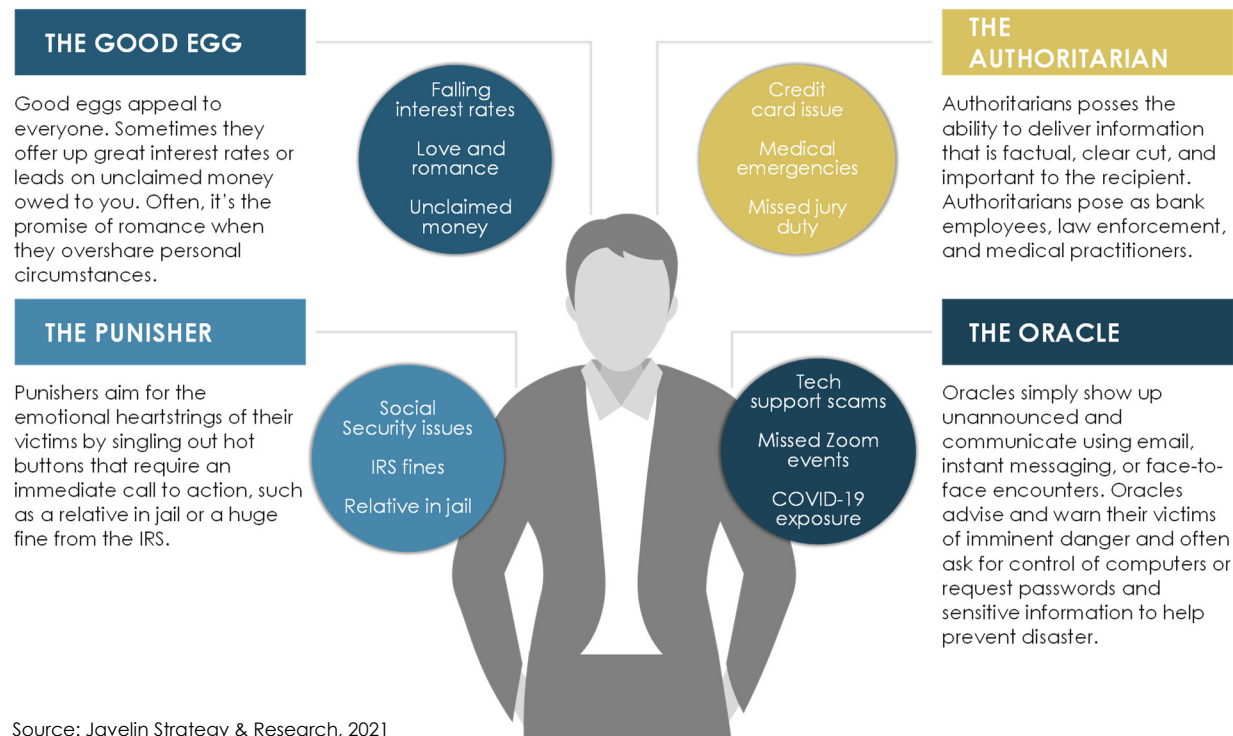 THE GOOD EGG
Good eggs appeal to
everyone. Sometimes they
offer up great interest rates or
leads on unclaimed money
owed to you. Often, it's the
promise of romance when
they overshare personal
circumstances.
Falling
interest rates
Love and
romance
Unclaimed
money
Credit
card issue
Medical
emergencies
Missed jury
duty
THE
AUTHORITARIAN
Authoritarians posses the
ability to deliver information
that is factual, clear cut, and
important to the recipient.
Authoritarians pose as bank
employees, law enforcement,
and medical practitioners.
THE PUNISHER
Punishers aim for the
emotional heartstrings of their
victims by singling out hot
buttons that require an
immediate call to action, such
as a relative in jail or a huge
fine from the IRS.
Social
Security issues
IRS fines
Relative in jail
Tech
support scams
Missed Zoom
events
COVID-19
exposure
THE ORACLE
Oracles simply show up
unannounced and
communicate using email,
instant messaging, or face-to-
face encounters. Oracles
advise and warn their victims
of imminent danger and often
ask for control of computers or
request passwords and
sensitive information to help
prevent disaster.
Source: Javelin Strategy & Research, 2021